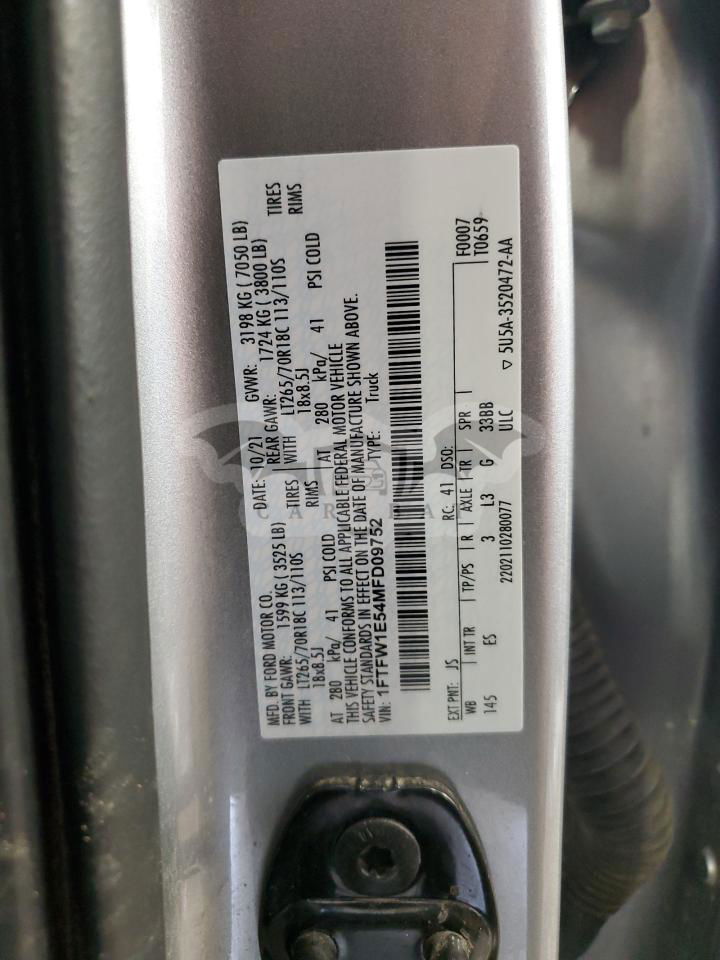 MFD. BY FORD MOTOR CO.
DATE: 10/21 GVWR: 3198 KG ( 7050 LB)
FRONT GAWR: 1599 KG ( 3525 LB) REAR GAWR: 1724 KG ( 3800 LB)
WITH LT265/70R18C 113/110S TIRES WITH LT265/70R18C 113/110S TIRES
18x8.5J RIMS 18x8.5J RIMS
AT 280 kPa/ 41 PSI COLD AT 280 kPa/ 41 PSI COLD
THIS VEHICLE CONFORMS TO ALL APPLICABLE FEDERAL MOTOR VEHICLE
SAFETY STANDARDS IN EFFECT ON THE DATE OF MANUFACTURE SHOWN ABOVE.
VIN: 1FTFW1E54MFD09752 TYPE: Truck
EXT PNT: JS RC: 41 DSO: F0007
WB INT TR TP/PS R AXLE TR SPR T0659
145 ES 3 L3 G 33BB
2202110280077 ULC 5U5A-3520472-AA